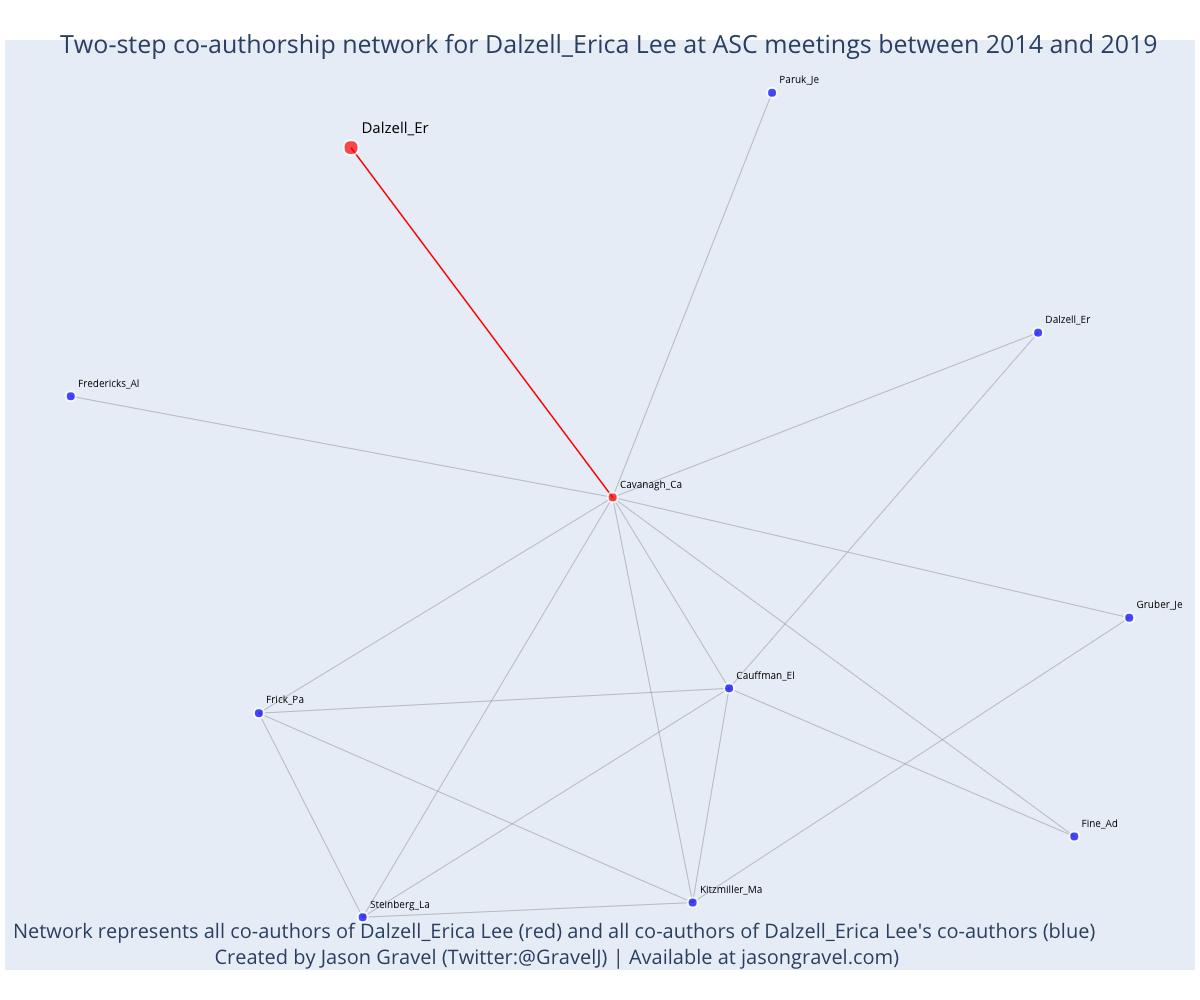 Two-step co-authorship network for Dalzell_Erica Lee at ASC meetings between 2014 and 2019
Paruk_Je
Dalzell_Er
Dalzell_Er
Fredericks_Al
Cavanagh_Ca
Gruber_Je
Cauffman_El
Frick_Pa
Fine_Ad
Kitzmiller_Ma
Steinberg_La
Network represents all co-authors of Dalzell_Erica Lee (red) and all co-authors of Dalzell_Erica Lee's co-authors (blue)
Created by Jason Gravel (Twitter:@GravelJ) | Available at jasongravel.com)